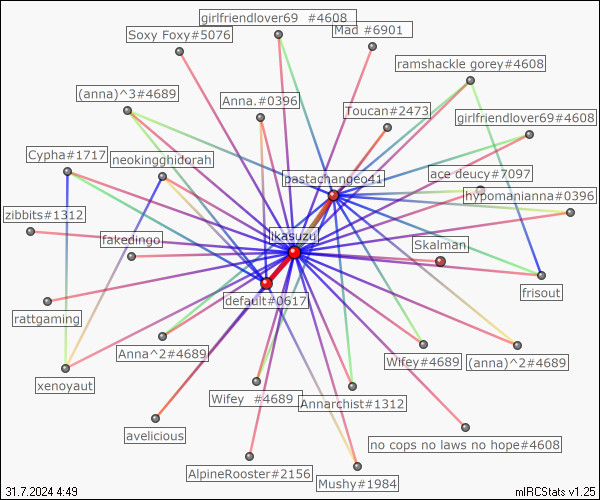 girlfriendlover69  #4608
Mad #6901
Soxy Foxy#5076
ramshackle gorey#4608
(anna)^3#4689
Anna.#0396
Toucan#2473
girlfriendlover69#4608
Cypha#1717
neokingghidorah
pastachangeo41
ace deucy#7097
hypomanianna#0396
zibbits#1312
fakedingo
ikasuzu
Skalman
frisout
default#0617
rattgaming
Anna^2#4689
Wifey#4689
(anna)^2#4689
xenoyaut
Wifey  #4689
Annarchist#1312
avelicious
no cops no laws no hope#4608
AlpineRooster#2156
Mushy#1984
31.7.2024 4:49
mIRCStats v1.25